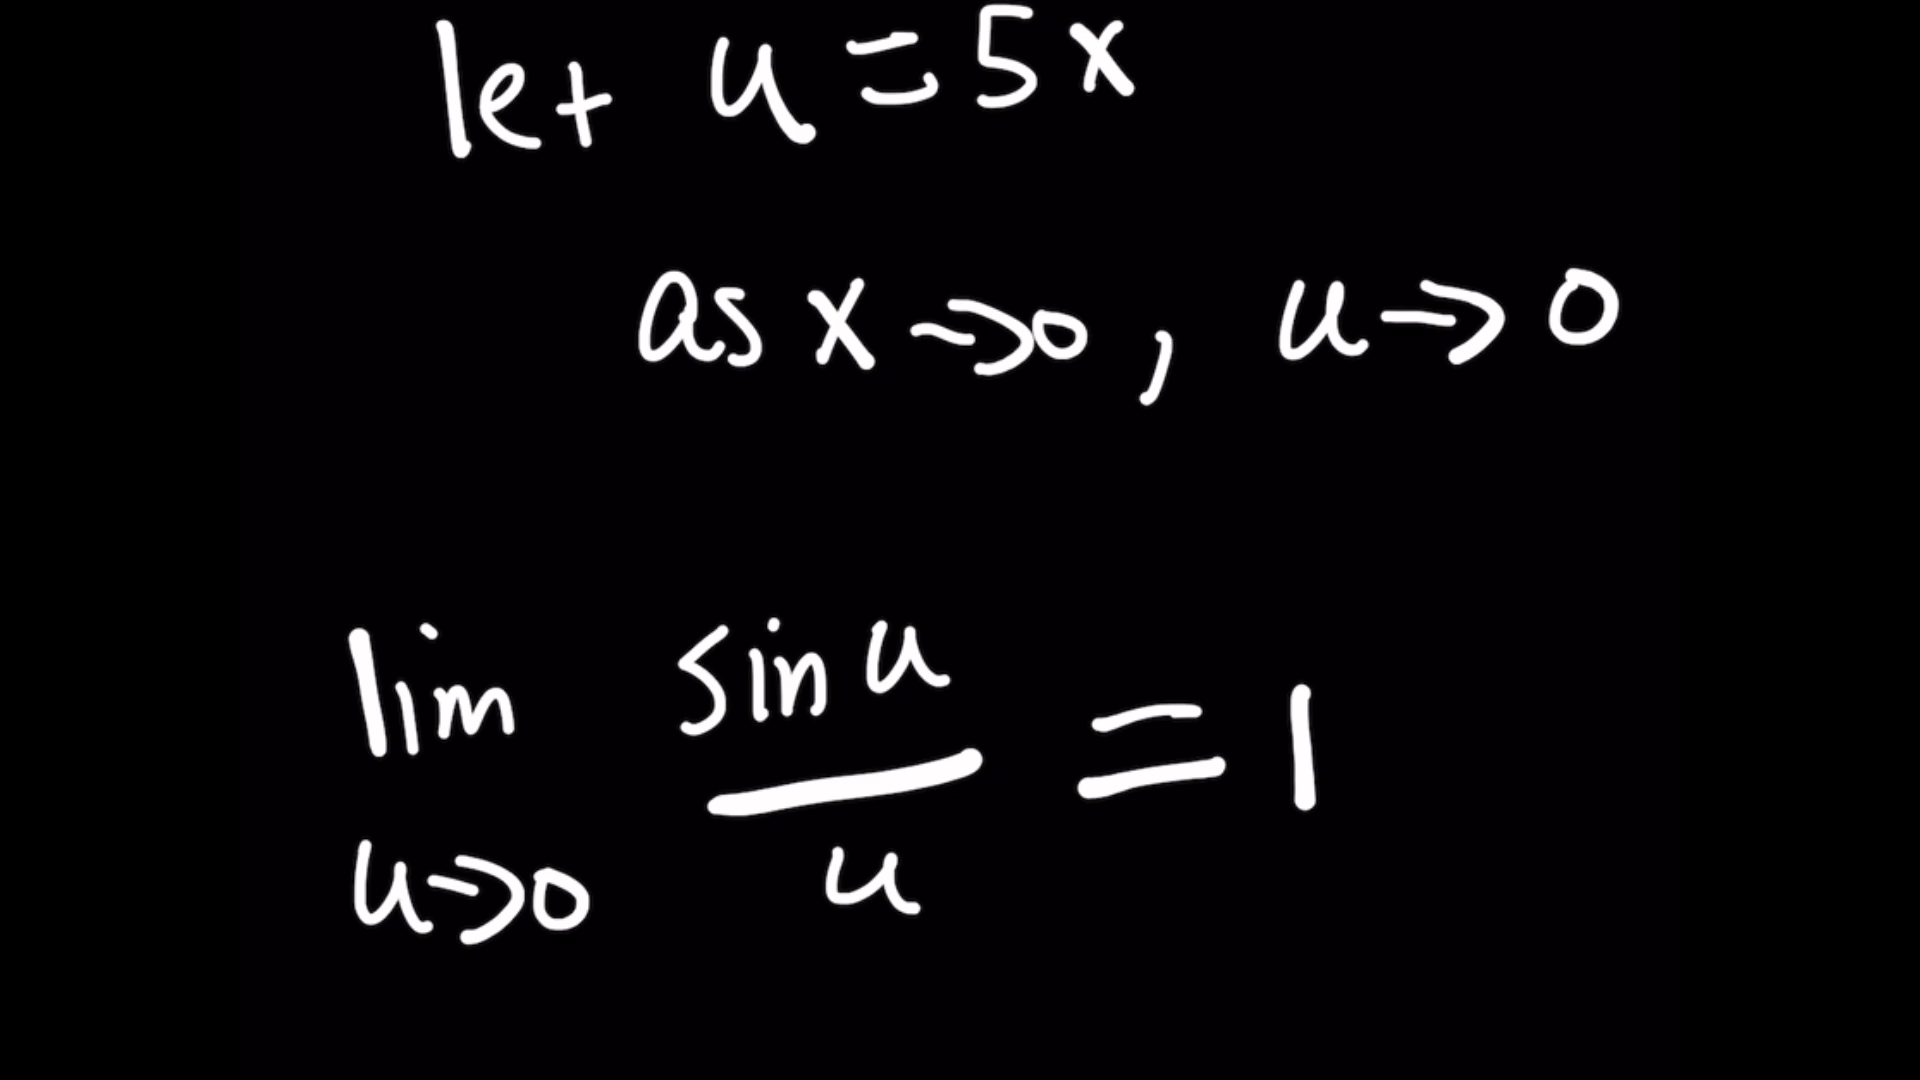 let u = 5x
as x → 0, u → 0
lim sin u = 1
u → 0 u